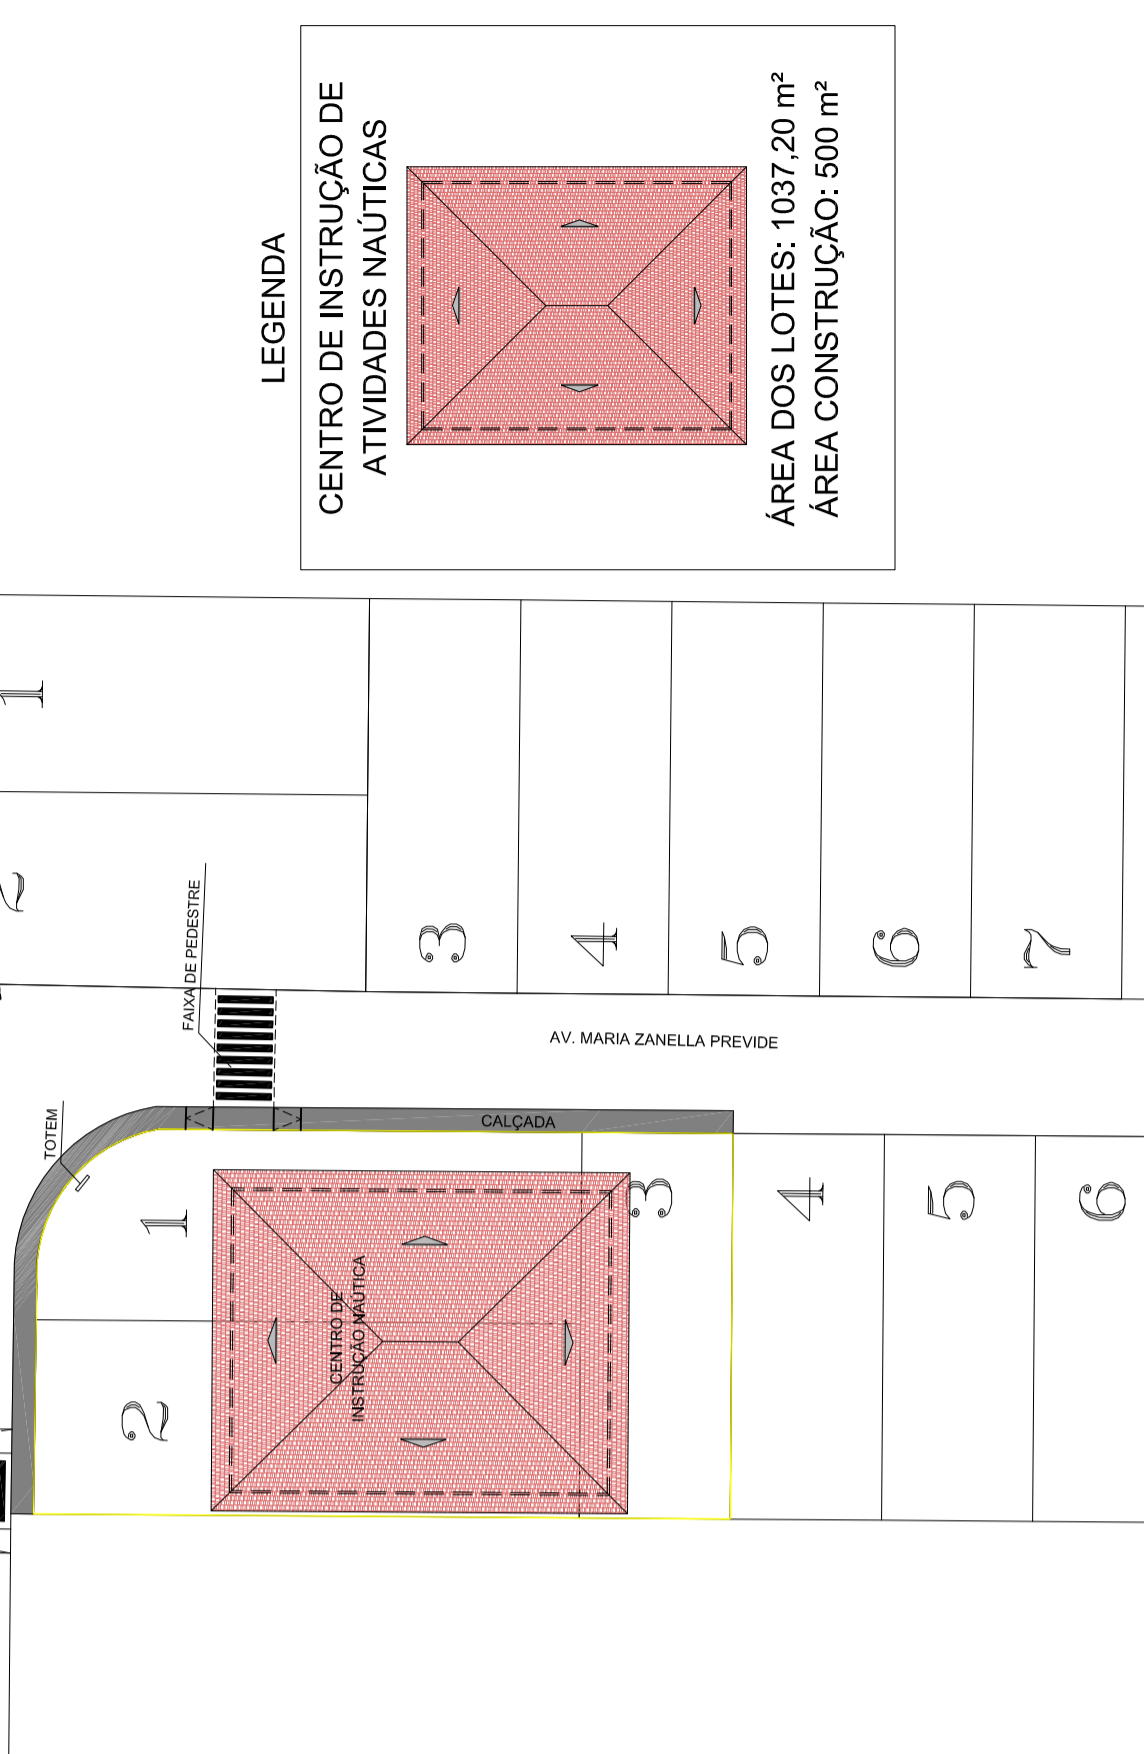 LEGENDA
CENTRO DE INSTRUÇÃO DE
ATIVIDADES NAÚTICAS
ÁREA DOS LOTES: 1037,20 m²
ÁREA CONSTRUÇÃO: 500 m²
1
2
3
4
5
6
7
FAIXA DE PEDESTRE
AV. MARIA ZANELLA PREVIDE
TOTEM
CALÇADA
1
2
3
4
5
6
CENTRO DE
INSTRUÇÃO NAÚTICA